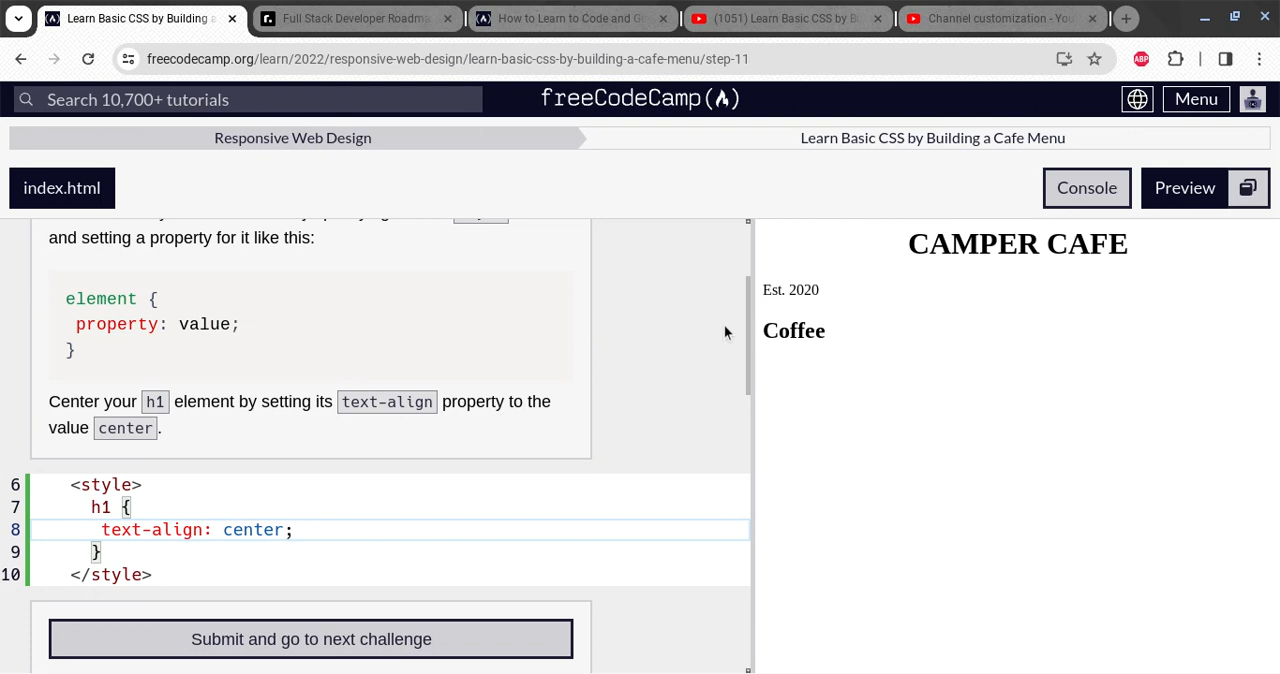 Learn Basic CSS by Building a
Full Stack Developer Roadma
How to Learn to Code and Ge
(1051) Learn Basic CSS by Bu
Channel customization - You
freecodecamp.org/learn/2022/responsive-web-design/learn-basic-css-by-building-a-cafe-menu/step-11
ABP
Search 10,700+ tutorials
freeCodeCamp
Menu
Responsive Web Design
Learn Basic CSS by Building a Cafe Menu
index.html
Console
Preview
and setting a property for it like this:
element {
property: value;
}
Center your h1 element by setting its text-align property to the
value center.
6 <style>
7 h1 {
8 text-align: center;
9 }
10 </style>
Submit and go to next challenge
CAMPER CAFE
Est. 2020
Coffee